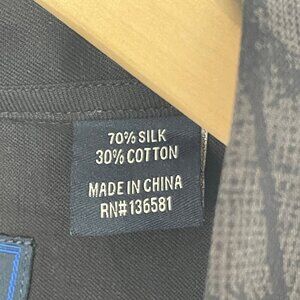 70% SILK
30% COTTON
MADE IN CHINA
RN# 136581